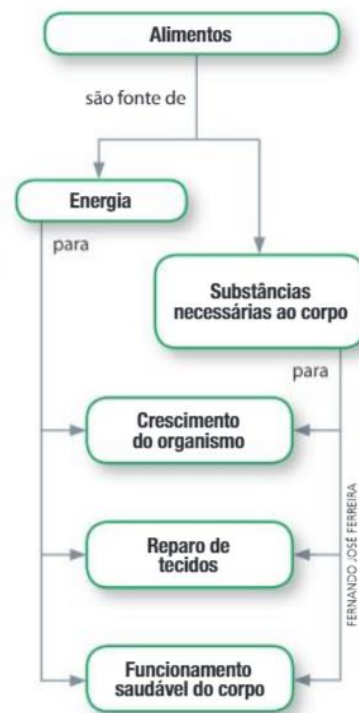 Alimentos
são fonte de
Energia
para
Substâncias
necessárias ao corpo
para
Crescimento
do organismo
Reparo de
tecidos
Funcionamento
saudável do corpo
FERNANDO JOSÉ FERREIRA